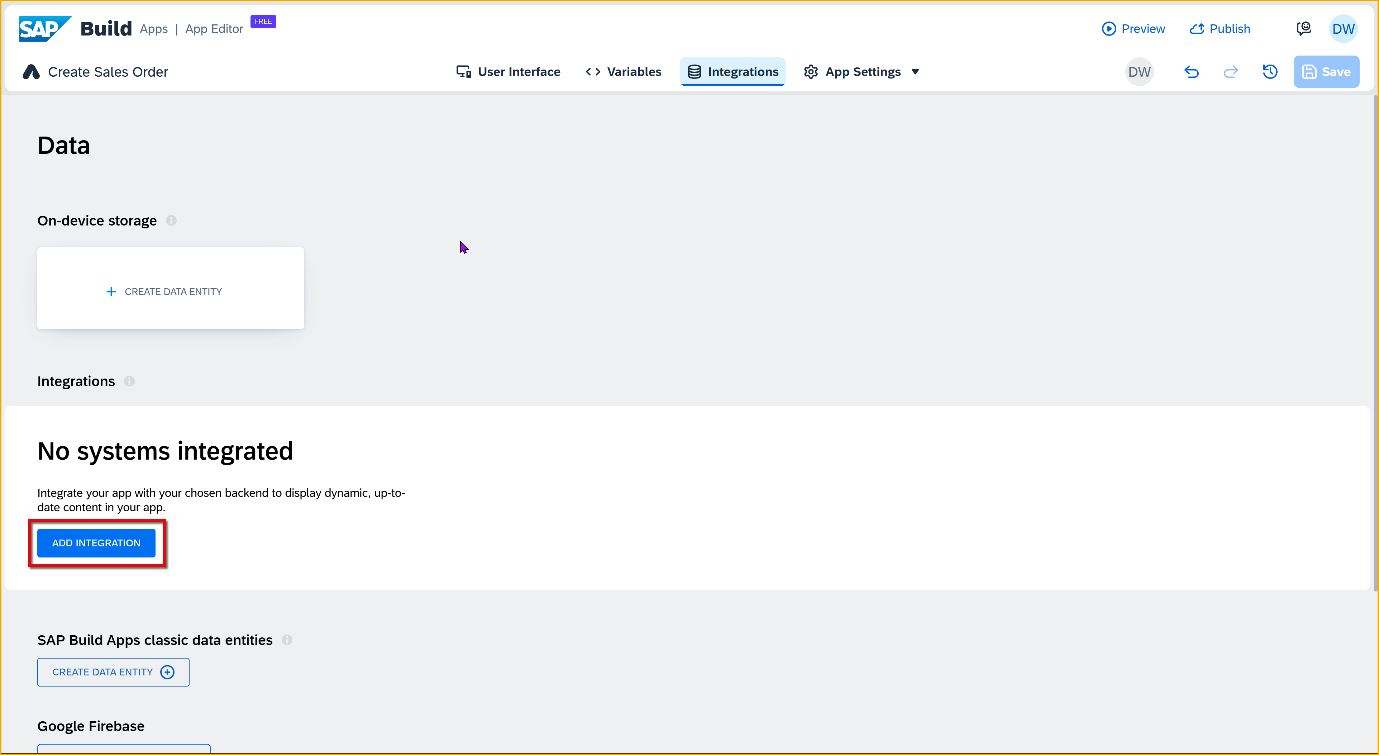 SAP Build Apps | App Editor FREE Preview Publish DW
Create Sales Order User Interface Variables Integrations App Settings DW Save
Data
On-device storage
CREATE DATA ENTITY
Integrations
No systems integrated
Integrate your app with your chosen backend to display dynamic, up-to-
date content in your app.
ADD INTEGRATION
SAP Build Apps classic data entities
CREATE DATA ENTITY
Google Firebase